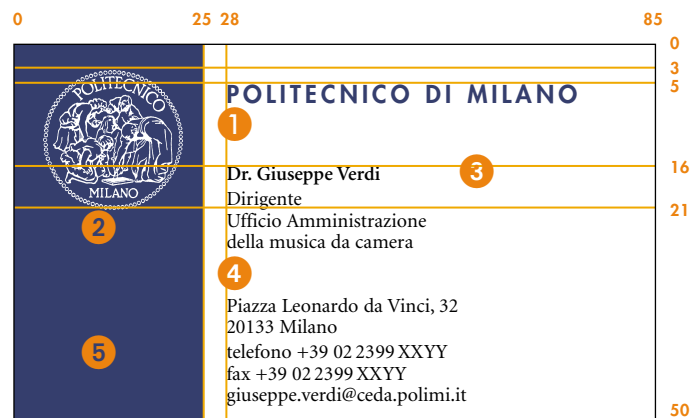 0 25 28 85
0
3
5
POLITECNICO
MILANO
POLITECNICO DI MILANO
1
16
Dr. Giuseppe Verdi
3
Dirigente
21
Ufficio Amministrazione
2
della musica da camera
4
Piazza Leonardo da Vinci, 32
20133 Milano
5
telefono +39 02 2399 XXYY
fax +39 02 2399 XXYY
giuseppe.verdi@ceda.polimi.it
50